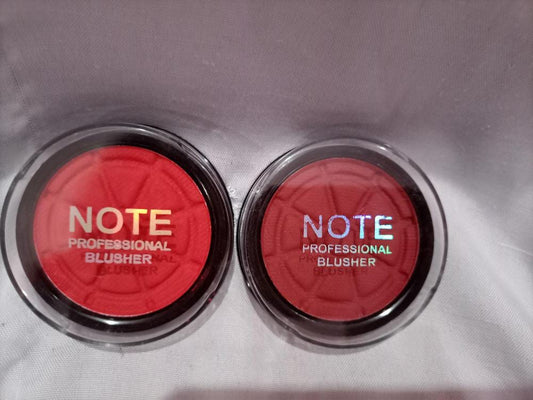 NOTE
PROFESSIONAL
BLUSHER
NOTE
PROFESSIONAL
BLUSHER